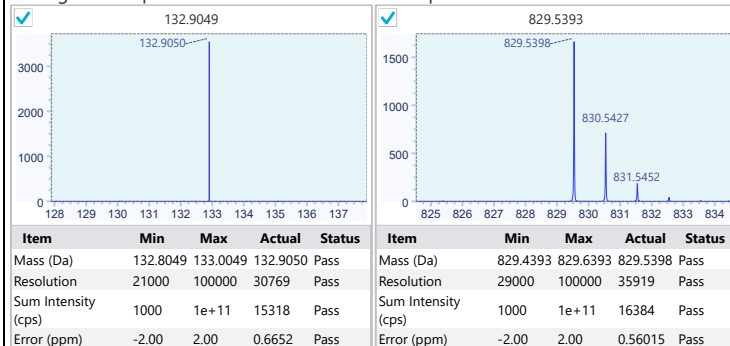 132.9049
132.9050
3000
2000
1000
0
128 129 130 131 132 133 134 135 136 137
Item Min Max Actual Status
Mass (Da) 132.8049 133.0049 132.9050 Pass
Resolution 21000 100000 30769 Pass
Sum Intensity
(cps) 1000 1e+11 15318 Pass
Error (ppm) -2.00 2.00 0.6652 Pass
829.5393
829.5398
1500
830.5427
1000
500
831.5452
0
825 826 827 828 829 830 831 832 833 834
Item Min Max Actual Status
Mass (Da) 829.4393 829.6393 829.5398 Pass
Resolution 29000 100000 35919 Pass
Sum Intensity
(cps) 1000 1e+11 16384 Pass
Error (ppm) -2.00 2.00 0.56015 Pass